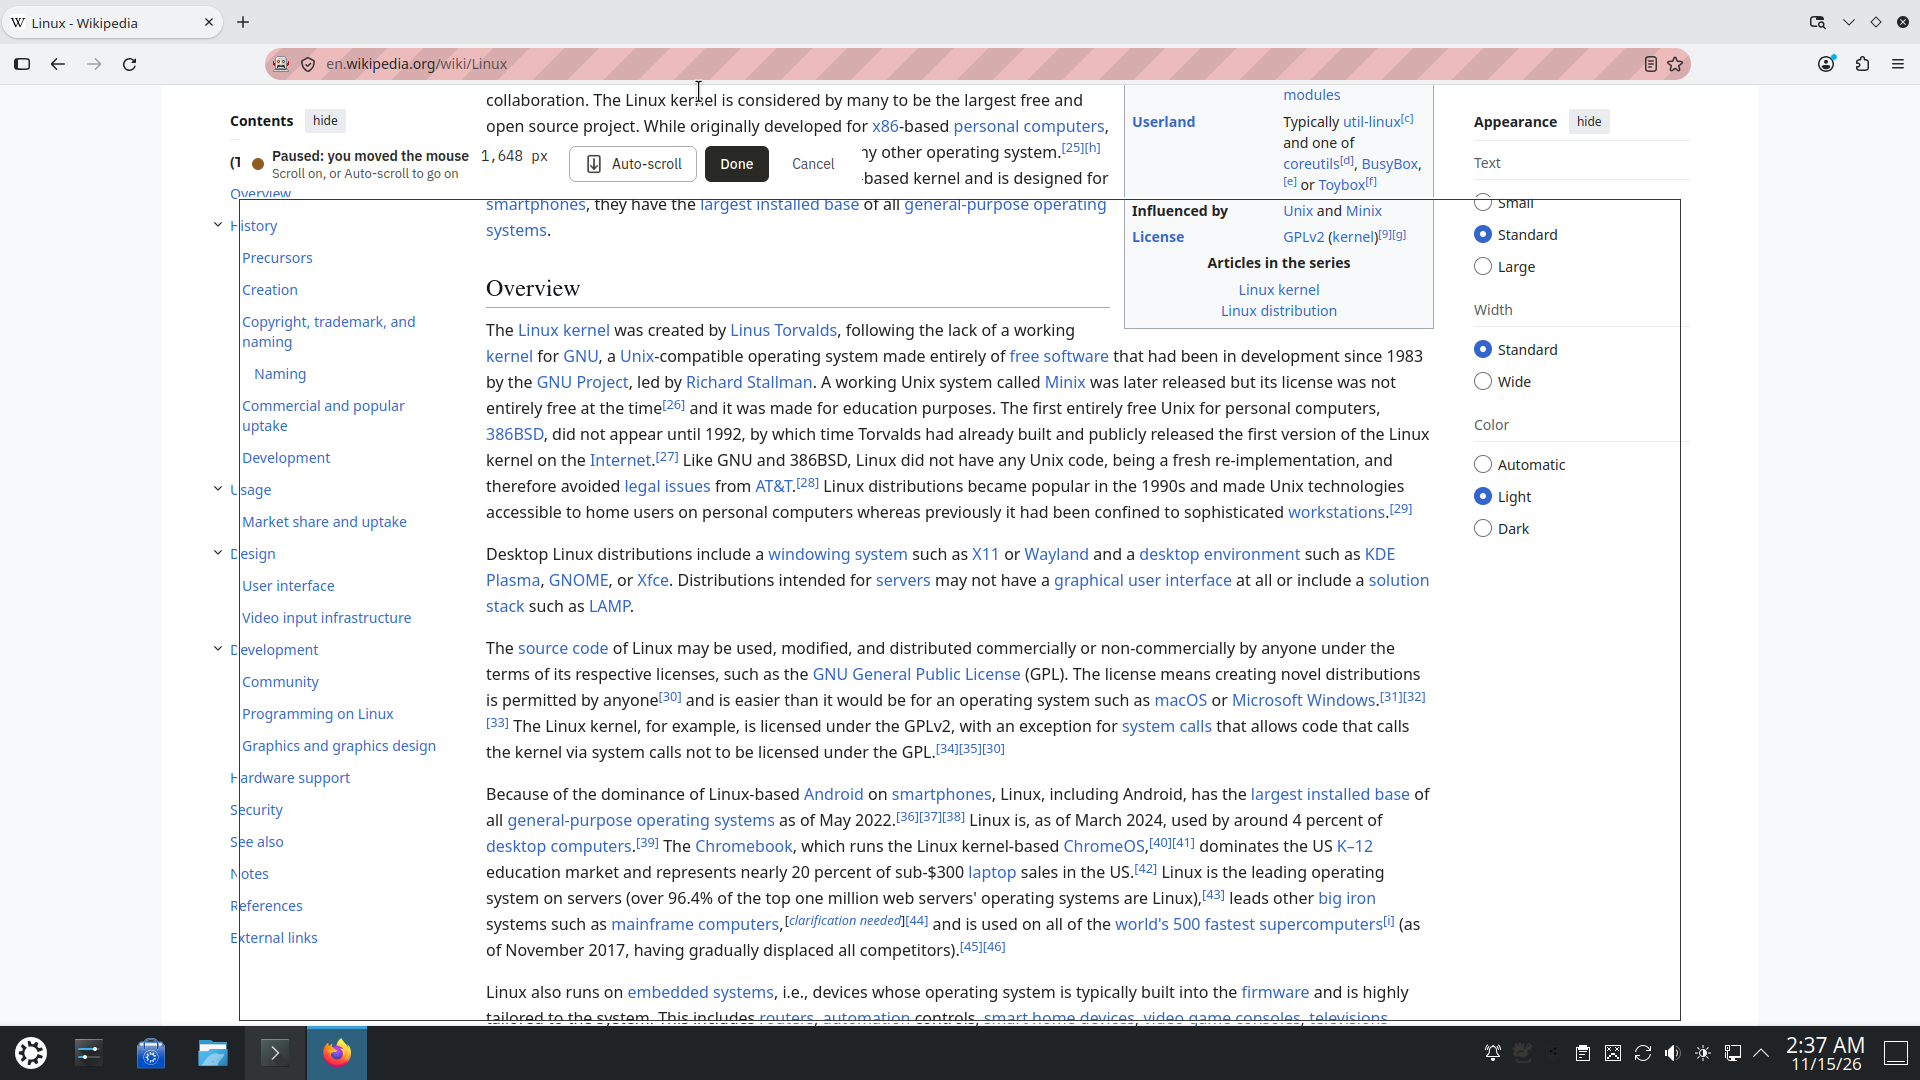 Linux - Wikipedia
en.wikipedia.org/wiki/Linux
Contents
hide
(T
Paused: you moved the mouse
Scroll on, or Auto-scroll to go on
1,648 px
Auto-scroll
Done
Cancel
Overview
History
Precursors
Creation
Copyright, trademark, and
naming
Naming
Commercial and popular
uptake
Development
Usage
Market share and uptake
Design
User interface
Video input infrastructure
Development
Community
Programming on Linux
Graphics and graphics design
Hardware support
Security
See also
Notes
References
External links
collaboration. The Linux kernel is considered by many to be the largest free and
open source project. While originally developed for x86-based personal computers,
ny other operating system.[25][h]
-based kernel and is designed for
smartphones, they have the largest installed base of all general-purpose operating
systems.
modules
Userland
Typically util-linux[c]
and one of
coreutils[d], BusyBox,
[e] or Toybox[f]
Influenced by
Unix and Minix
License
GPLv2 (kernel)[9][g]
Articles in the series
Linux kernel
Linux distribution
Overview
The Linux kernel was created by Linus Torvalds, following the lack of a working
kernel for GNU, a Unix-compatible operating system made entirely of free software that had been in development since 1983
by the GNU Project, led by Richard Stallman. A working Unix system called Minix was later released but its license was not
entirely free at the time[26] and it was made for education purposes. The first entirely free Unix for personal computers,
386BSD, did not appear until 1992, by which time Torvalds had already built and publicly released the first version of the Linux
kernel on the Internet.[27] Like GNU and 386BSD, Linux did not have any Unix code, being a fresh re-implementation, and
therefore avoided legal issues from AT&T.[28] Linux distributions became popular in the 1990s and made Unix technologies
accessible to home users on personal computers whereas previously it had been confined to sophisticated workstations.[29]
Desktop Linux distributions include a windowing system such as X11 or Wayland and a desktop environment such as KDE
Plasma, GNOME, or Xfce. Distributions intended for servers may not have a graphical user interface at all or include a solution
stack such as LAMP.
The source code of Linux may be used, modified, and distributed commercially or non-commercially by anyone under the
terms of its respective licenses, such as the GNU General Public License (GPL). The license means creating novel distributions
is permitted by anyone[30] and is easier than it would be for an operating system such as macOS or Microsoft Windows.[31][32]
[33] The Linux kernel, for example, is licensed under the GPLv2, with an exception for system calls that allows code that calls
the kernel via system calls not to be licensed under the GPL.[34][35][30]
Because of the dominance of Linux-based Android on smartphones, Linux, including Android, has the largest installed base of
all general-purpose operating systems as of May 2022.[36][37][38] Linux is, as of March 2024, used by around 4 percent of
desktop computers.[39] The Chromebook, which runs the Linux kernel-based ChromeOS,[40][41] dominates the US K–12
education market and represents nearly 20 percent of sub-$300 laptop sales in the US.[42] Linux is the leading operating
system on servers (over 96.4% of the top one million web servers' operating systems are Linux),[43] leads other big iron
systems such as mainframe computers,[clarification needed][44] and is used on all of the world's 500 fastest supercomputers[i] (as
of November 2017, having gradually displaced all competitors).[45][46]
Linux also runs on embedded systems, i.e., devices whose operating system is typically built into the firmware and is highly
tailored to the system. This includes routers, automation controls, smart home devices, video game consoles, televisions
Appearance
hide
Text
Small
Standard
Large
Width
Standard
Wide
Color
Automatic
Light
Dark
2:37 AM
11/15/26